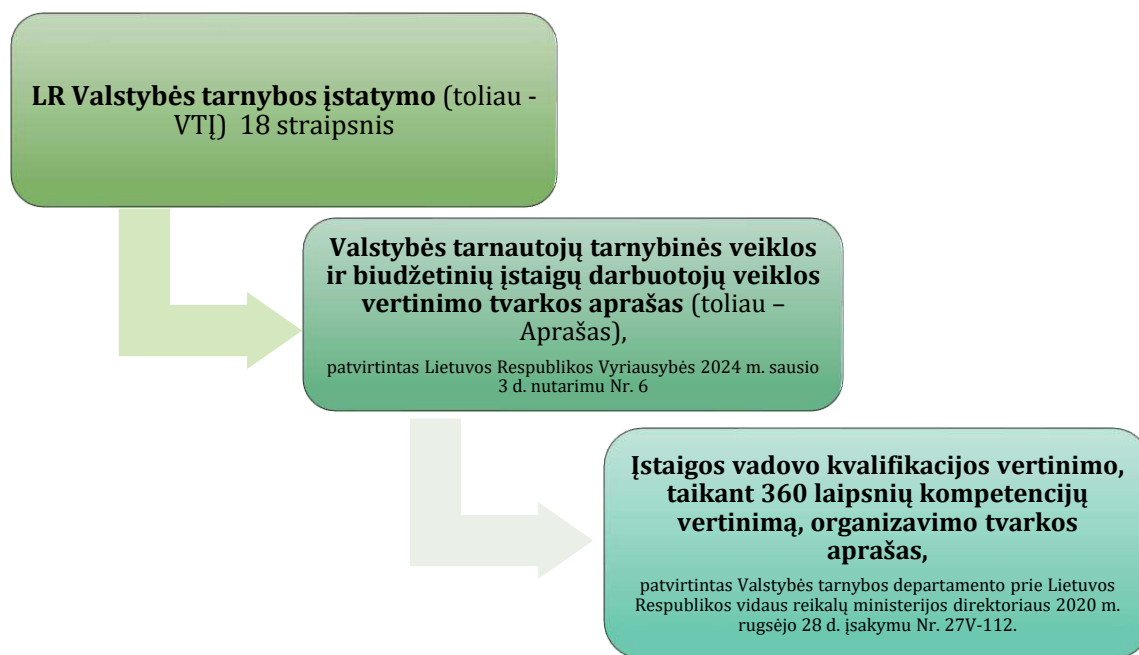 LR Valstybės tarnybos įstatymo (toliau -
VTĮ) 18 straipsnis
Valstybės tarnautojų tarnybinės veiklos
ir biudžetinių įstaigų darbuotojų veiklos
vertinimo tvarkos aprašas (toliau –
Aprašas),
patvirtintas Lietuvos Respublikos Vyriausybės 2024 m. sausio
3 d. nutarimu Nr. 6
Įstaigos vadovo kvalifikacijos vertinimo,
taikant 360 laipsnių kompetencijų
vertinimą, organizavimo tvarkos
aprašas,
patvirtintas Valstybės tarnybos departamento prie Lietuvos
Respublikos vidaus reikalų ministerijos direktoriaus 2020 m.
rugsėjo 28 d. įsakymu Nr. 27V-112.